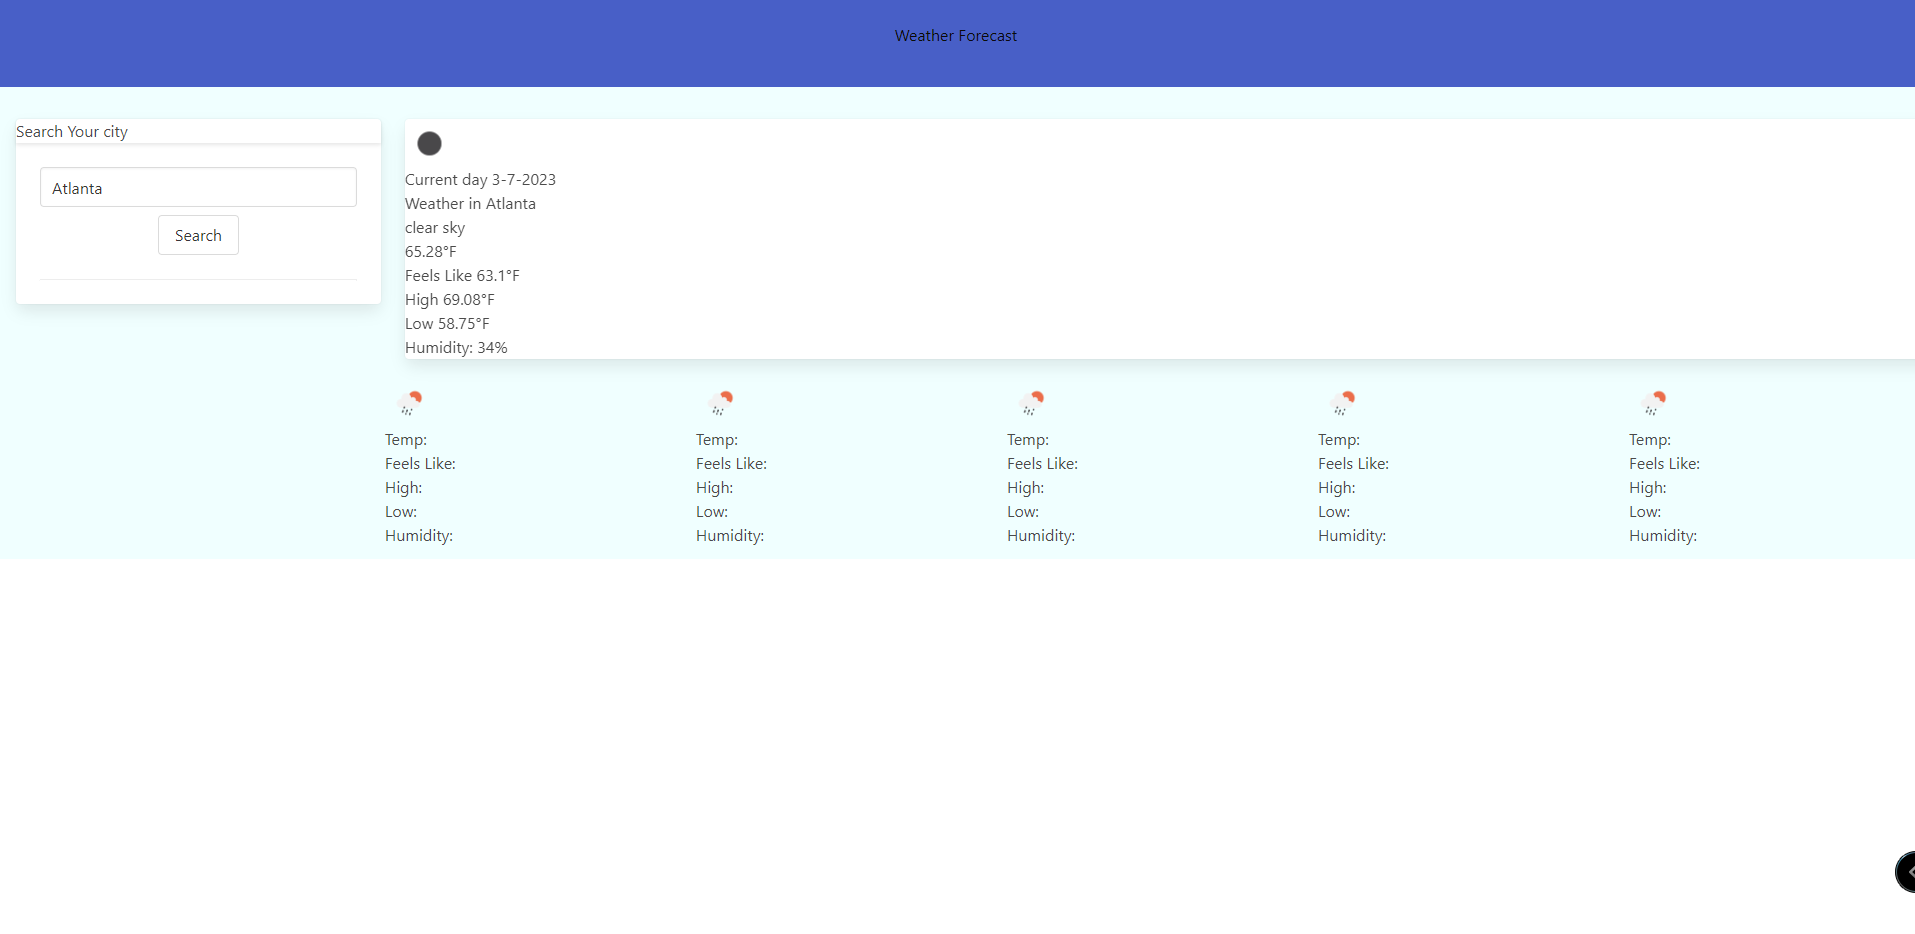 Weather Forecast
Search Your city
Atlanta
Search
Current day 3-7-2023
Weather in Atlanta
clear sky
65.28°F
Feels Like 63.1°F
High 69.08°F
Low 58.75°F
Humidity: 34%
Temp:
Feels Like:
High:
Low:
Humidity:
Temp:
Feels Like:
High:
Low:
Humidity:
Temp:
Feels Like:
High:
Low:
Humidity:
Temp:
Feels Like:
High:
Low:
Humidity:
Temp:
Feels Like:
High:
Low:
Humidity: